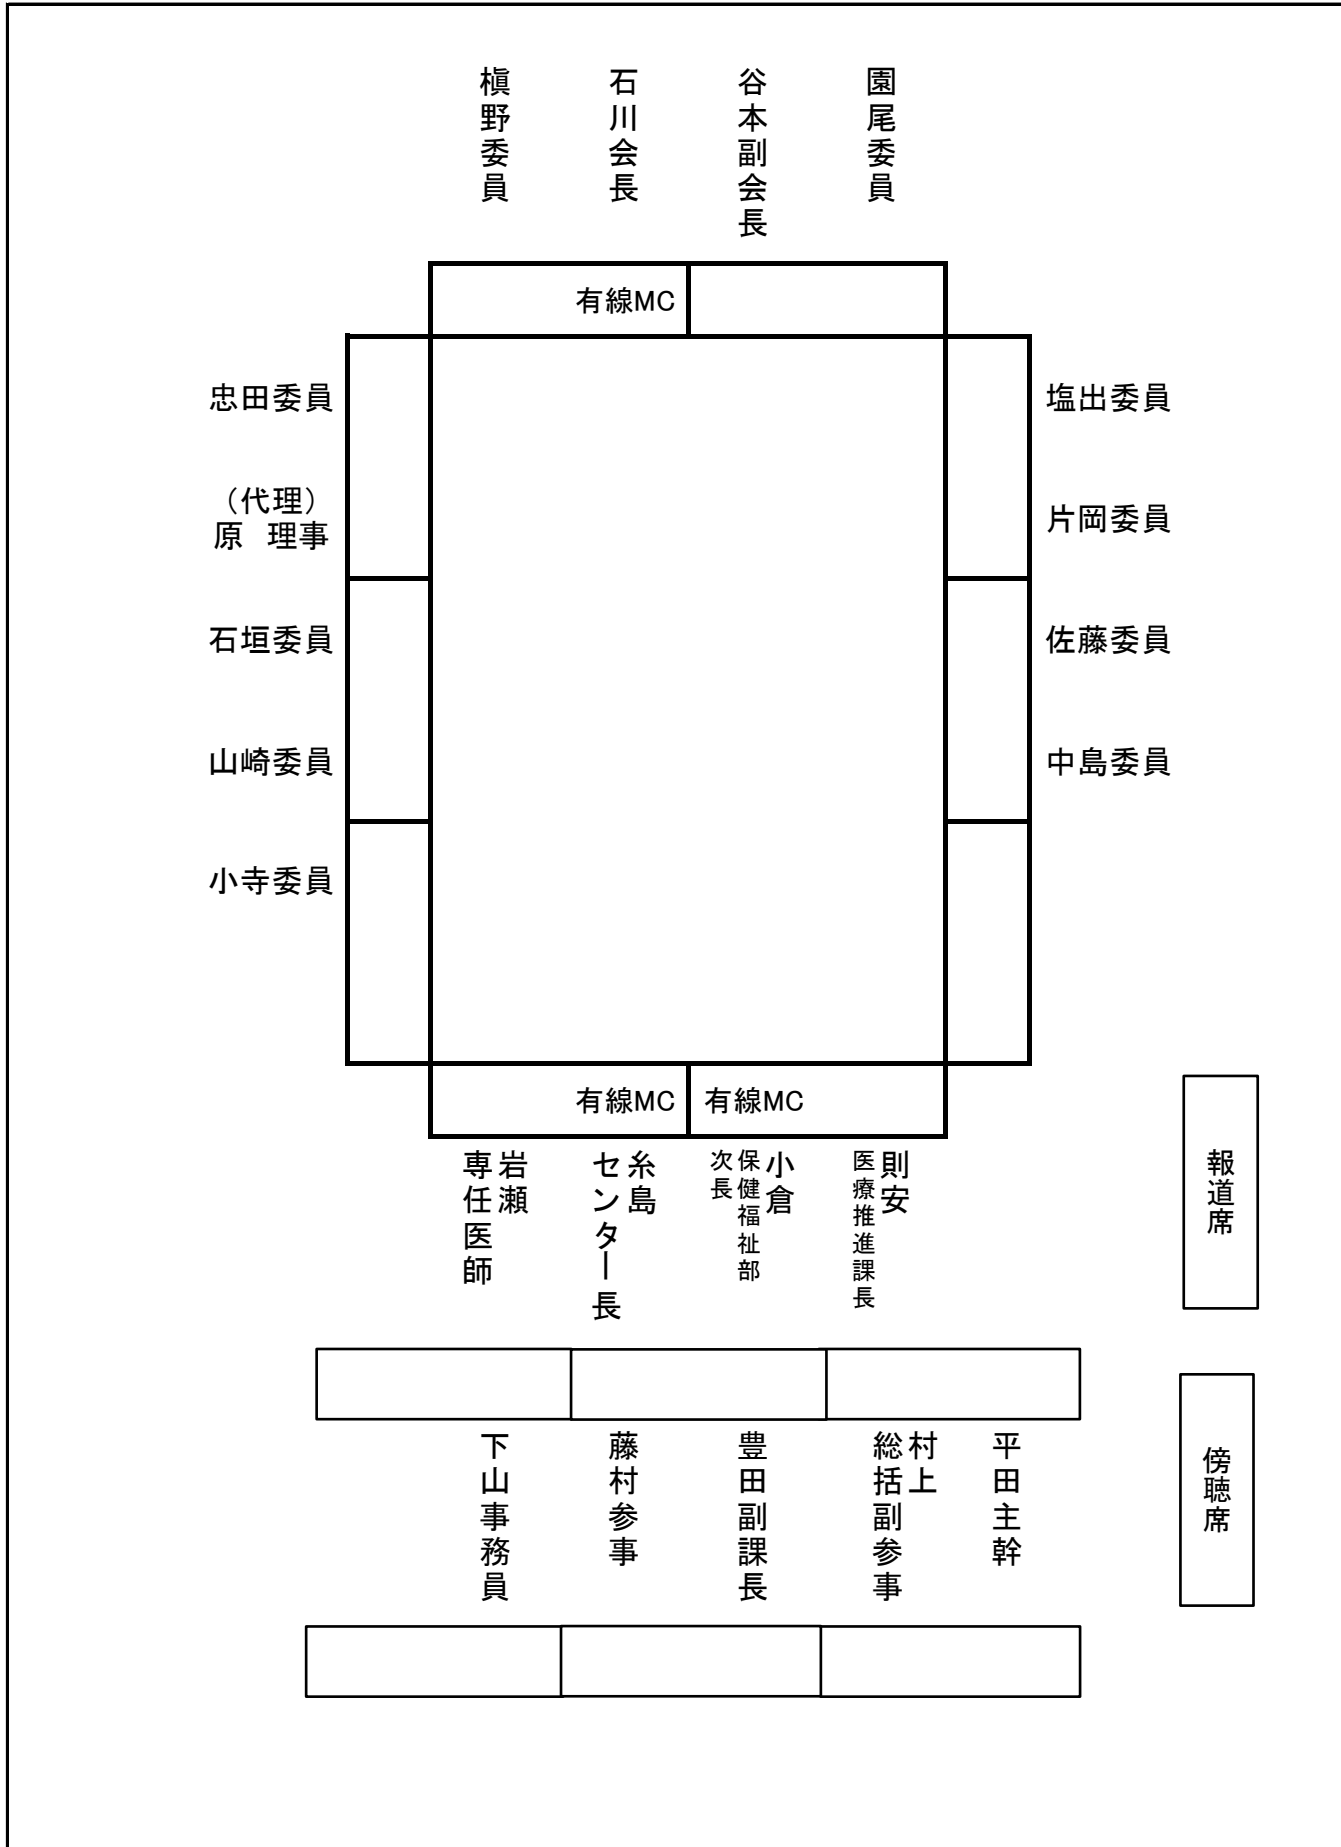 槇野委員
石川会長
谷本副会長
園尾委員
有線MC
忠田委員
塩出委員
（代理）
原　理事
片岡委員
石垣委員
佐藤委員
山崎委員
中島委員
小寺委員
有線MC
有線MC
岩瀬
専任医師
糸島
センター長
小倉
保健福祉部
次長
則安
医療推進課長
報道席
下山事務員
藤村参事
豊田副課長
村上
総括副参事
平田主幹
傍聴席